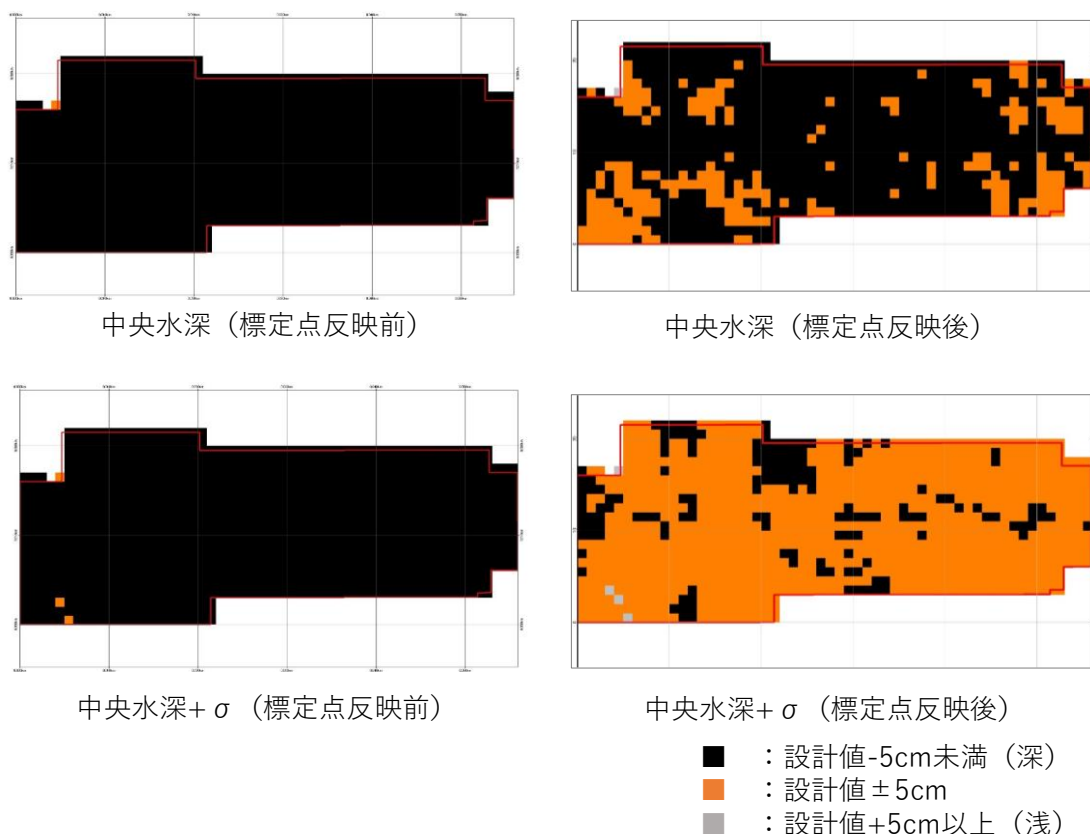 中央水深（標定点反映前）
中央水深（標定点反映後）
中央水深+σ（標定点反映前）
中央水深+σ（標定点反映後）
■ ：設計値-5cm未満（深）
■ ：設計値±5cm
■ ：設計値+5cm以上（浅）